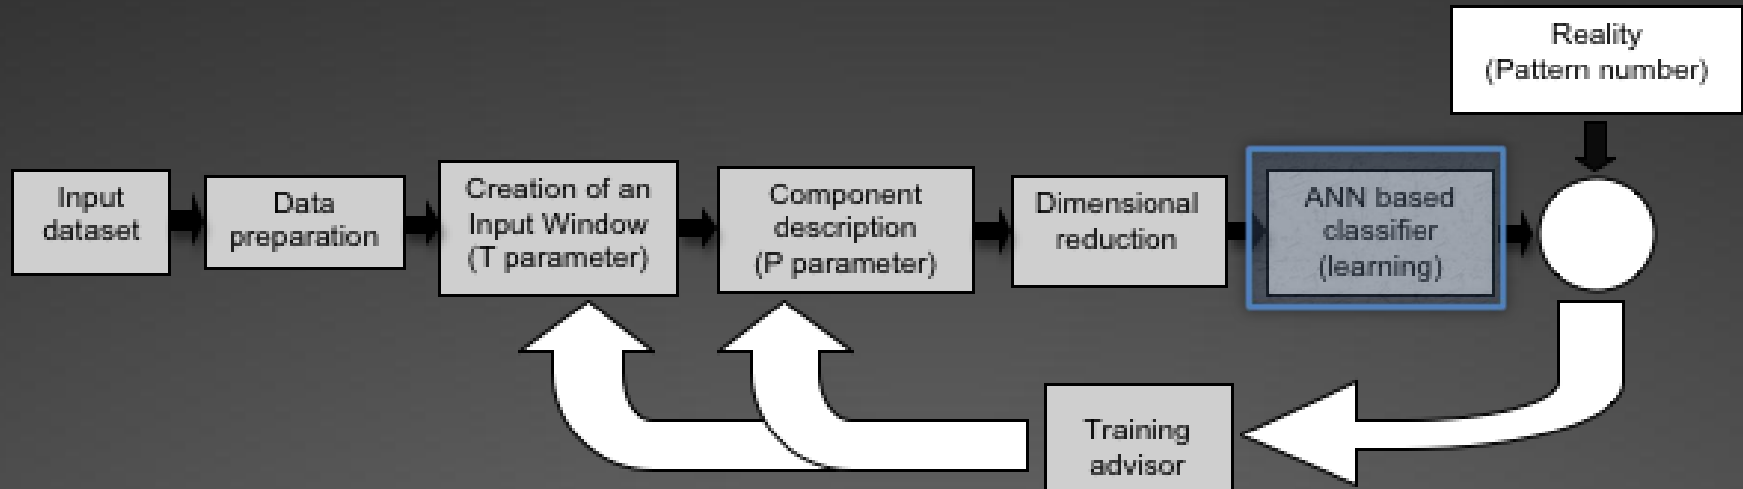 Reality
(Pattern number)
Input
dataset
Data
preparation
Creation of an
Input Window
(T parameter)
Component
description
(P parameter)
Dimensional
reduction
ANN based
classifier
(learning)
Training
advisor